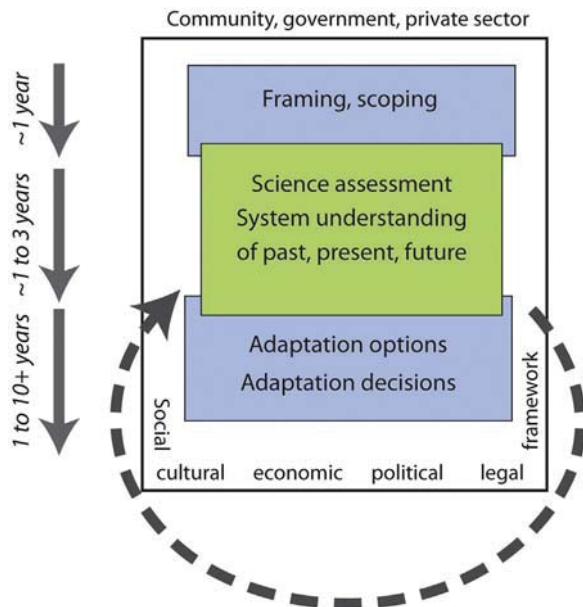 Community, government, private sector
~1 year
Framing, scoping
~1 to 3 years
Science assessment
System understanding
of past, present, future
1 to 10+ years
Adaptation options
Adaptation decisions
Social
cultural economic political legal
framework